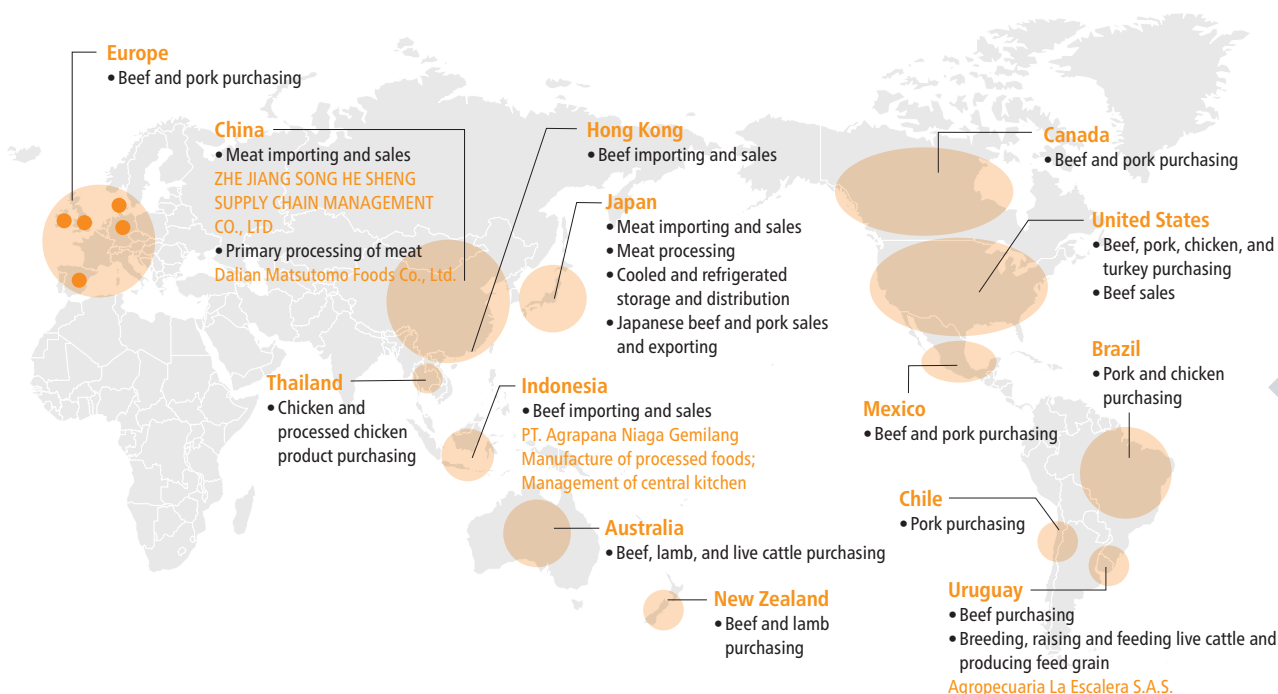 Europe
• Beef and pork purchasing
China
• Meat importing and sales
ZHE JIANG SONG HE SHENG
SUPPLY CHAIN MANAGEMENT
CO., LTD
• Primary processing of meat
Dalian Matsutomo Foods Co., Ltd.
Hong Kong
• Beef importing and sales
Japan
• Meat importing and sales
• Meat processing
• Cooled and refrigerated
storage and distribution
• Japanese beef and pork sales
and exporting
Thailand
• Chicken and
processed chicken
product purchasing
Indonesia
• Beef importing and sales
PT. Agrapana Niaga Gemilang
Manufacture of processed foods;
Management of central kitchen
Australia
• Beef, lamb, and live cattle purchasing
New Zealand
• Beef and lamb
purchasing
Canada
• Beef and pork purchasing
United States
• Beef, pork, chicken, and
turkey purchasing
• Beef sales
Mexico
• Beef and pork purchasing
Brazil
• Pork and chicken
purchasing
Chile
• Pork purchasing
Uruguay
• Beef purchasing
• Breeding, raising and feeding live cattle and
producing feed grain
Agropecuaria La Escalera S.A.S.